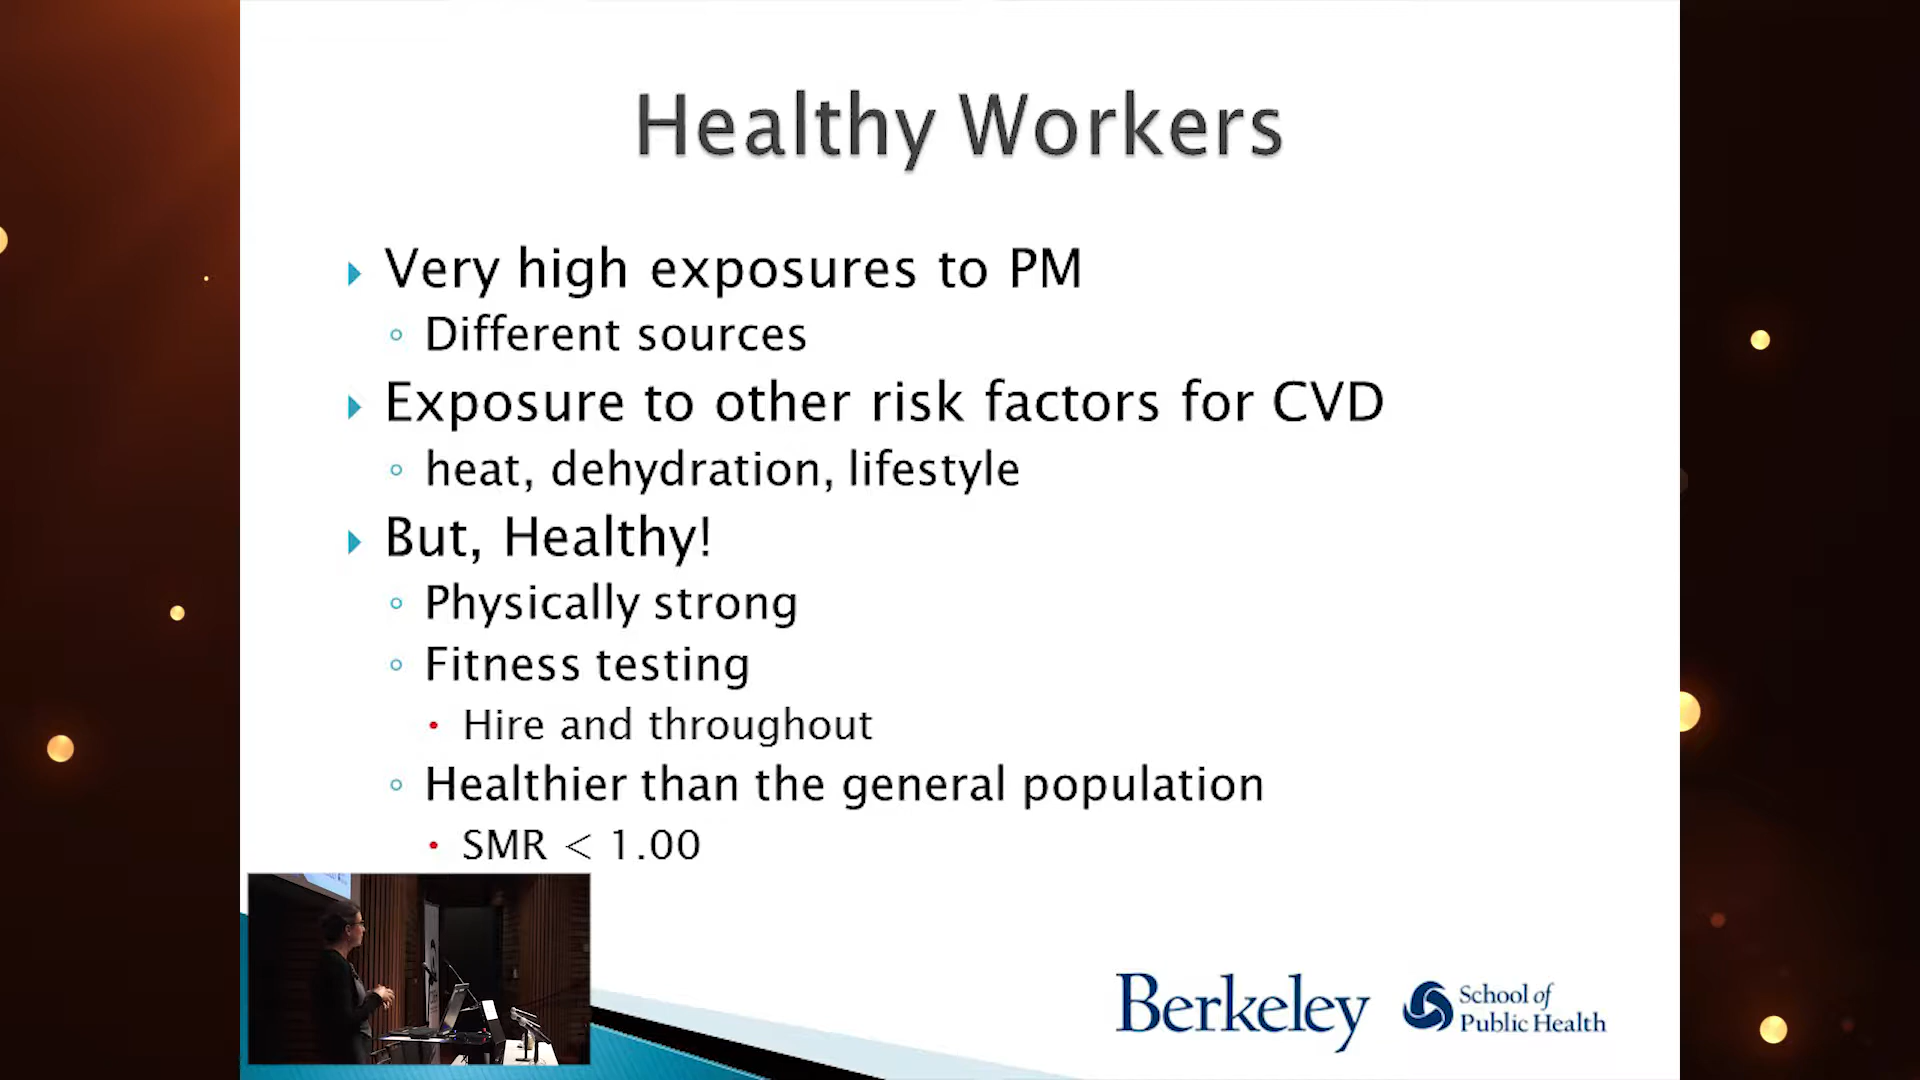 Healthy Workers
Very high exposures to PM
Different sources
Exposure to other risk factors for CVD
heat, dehydration, lifestyle
But, Healthy!
Physically strong
Fitness testing
Hire and throughout
Healthier than the general population
SMR < 1.00
Berkeley
School of
Public Health